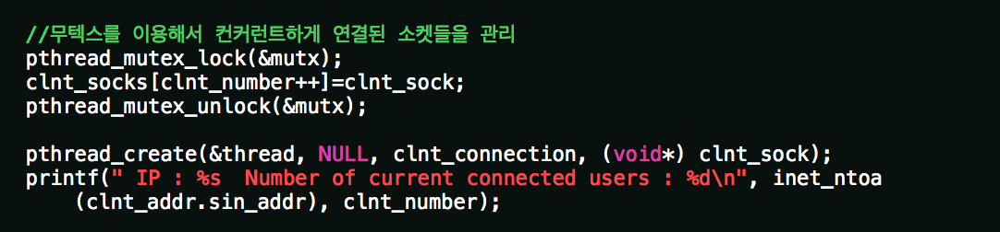 //무텍스를 이용해서 컨커런트하게 연결된 소켓들을 관리
pthread_mutex_lock(&mutx);
clnt_socks[clnt_number++]=clnt_sock;
pthread_mutex_unlock(&mutx);
pthread_create(&thread, NULL, clnt_connection, (void*) clnt_sock);
printf(" IP : %s  Number of current connected users : %d\n", inet_ntoa
(clnt_addr.sin_addr), clnt_number);